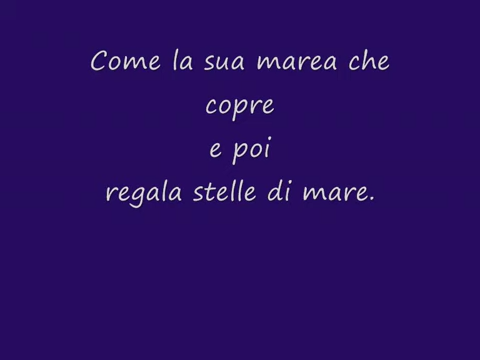 Come la sua marea che
copre
e poi
regala stelle di mare.